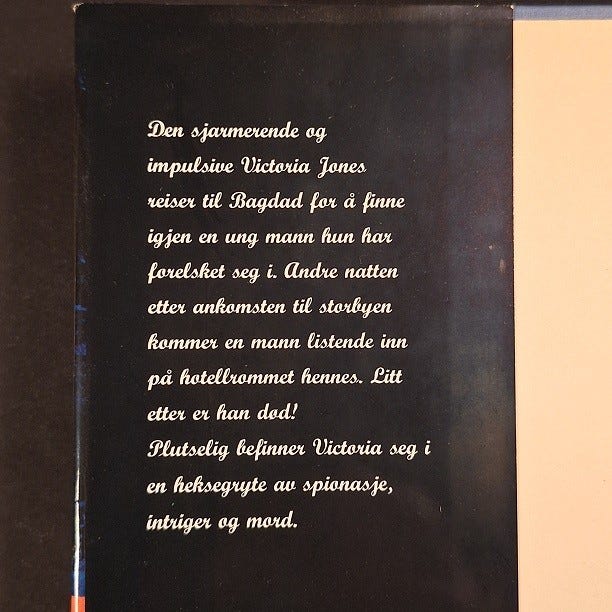 Den sjarmerende og
impulsive Victoria Jones
reiser til Bagdad for å finne
igjen en ung mann hun har
forelsket seg i. Andre natten
etter ankomsten til storbyen
kommer en mann listende inn
på hotellrommet hennes. Litt
etter er han død!
Plutselig befinner Victoria seg i
en heksegryte av spionasje,
intriger og mord.